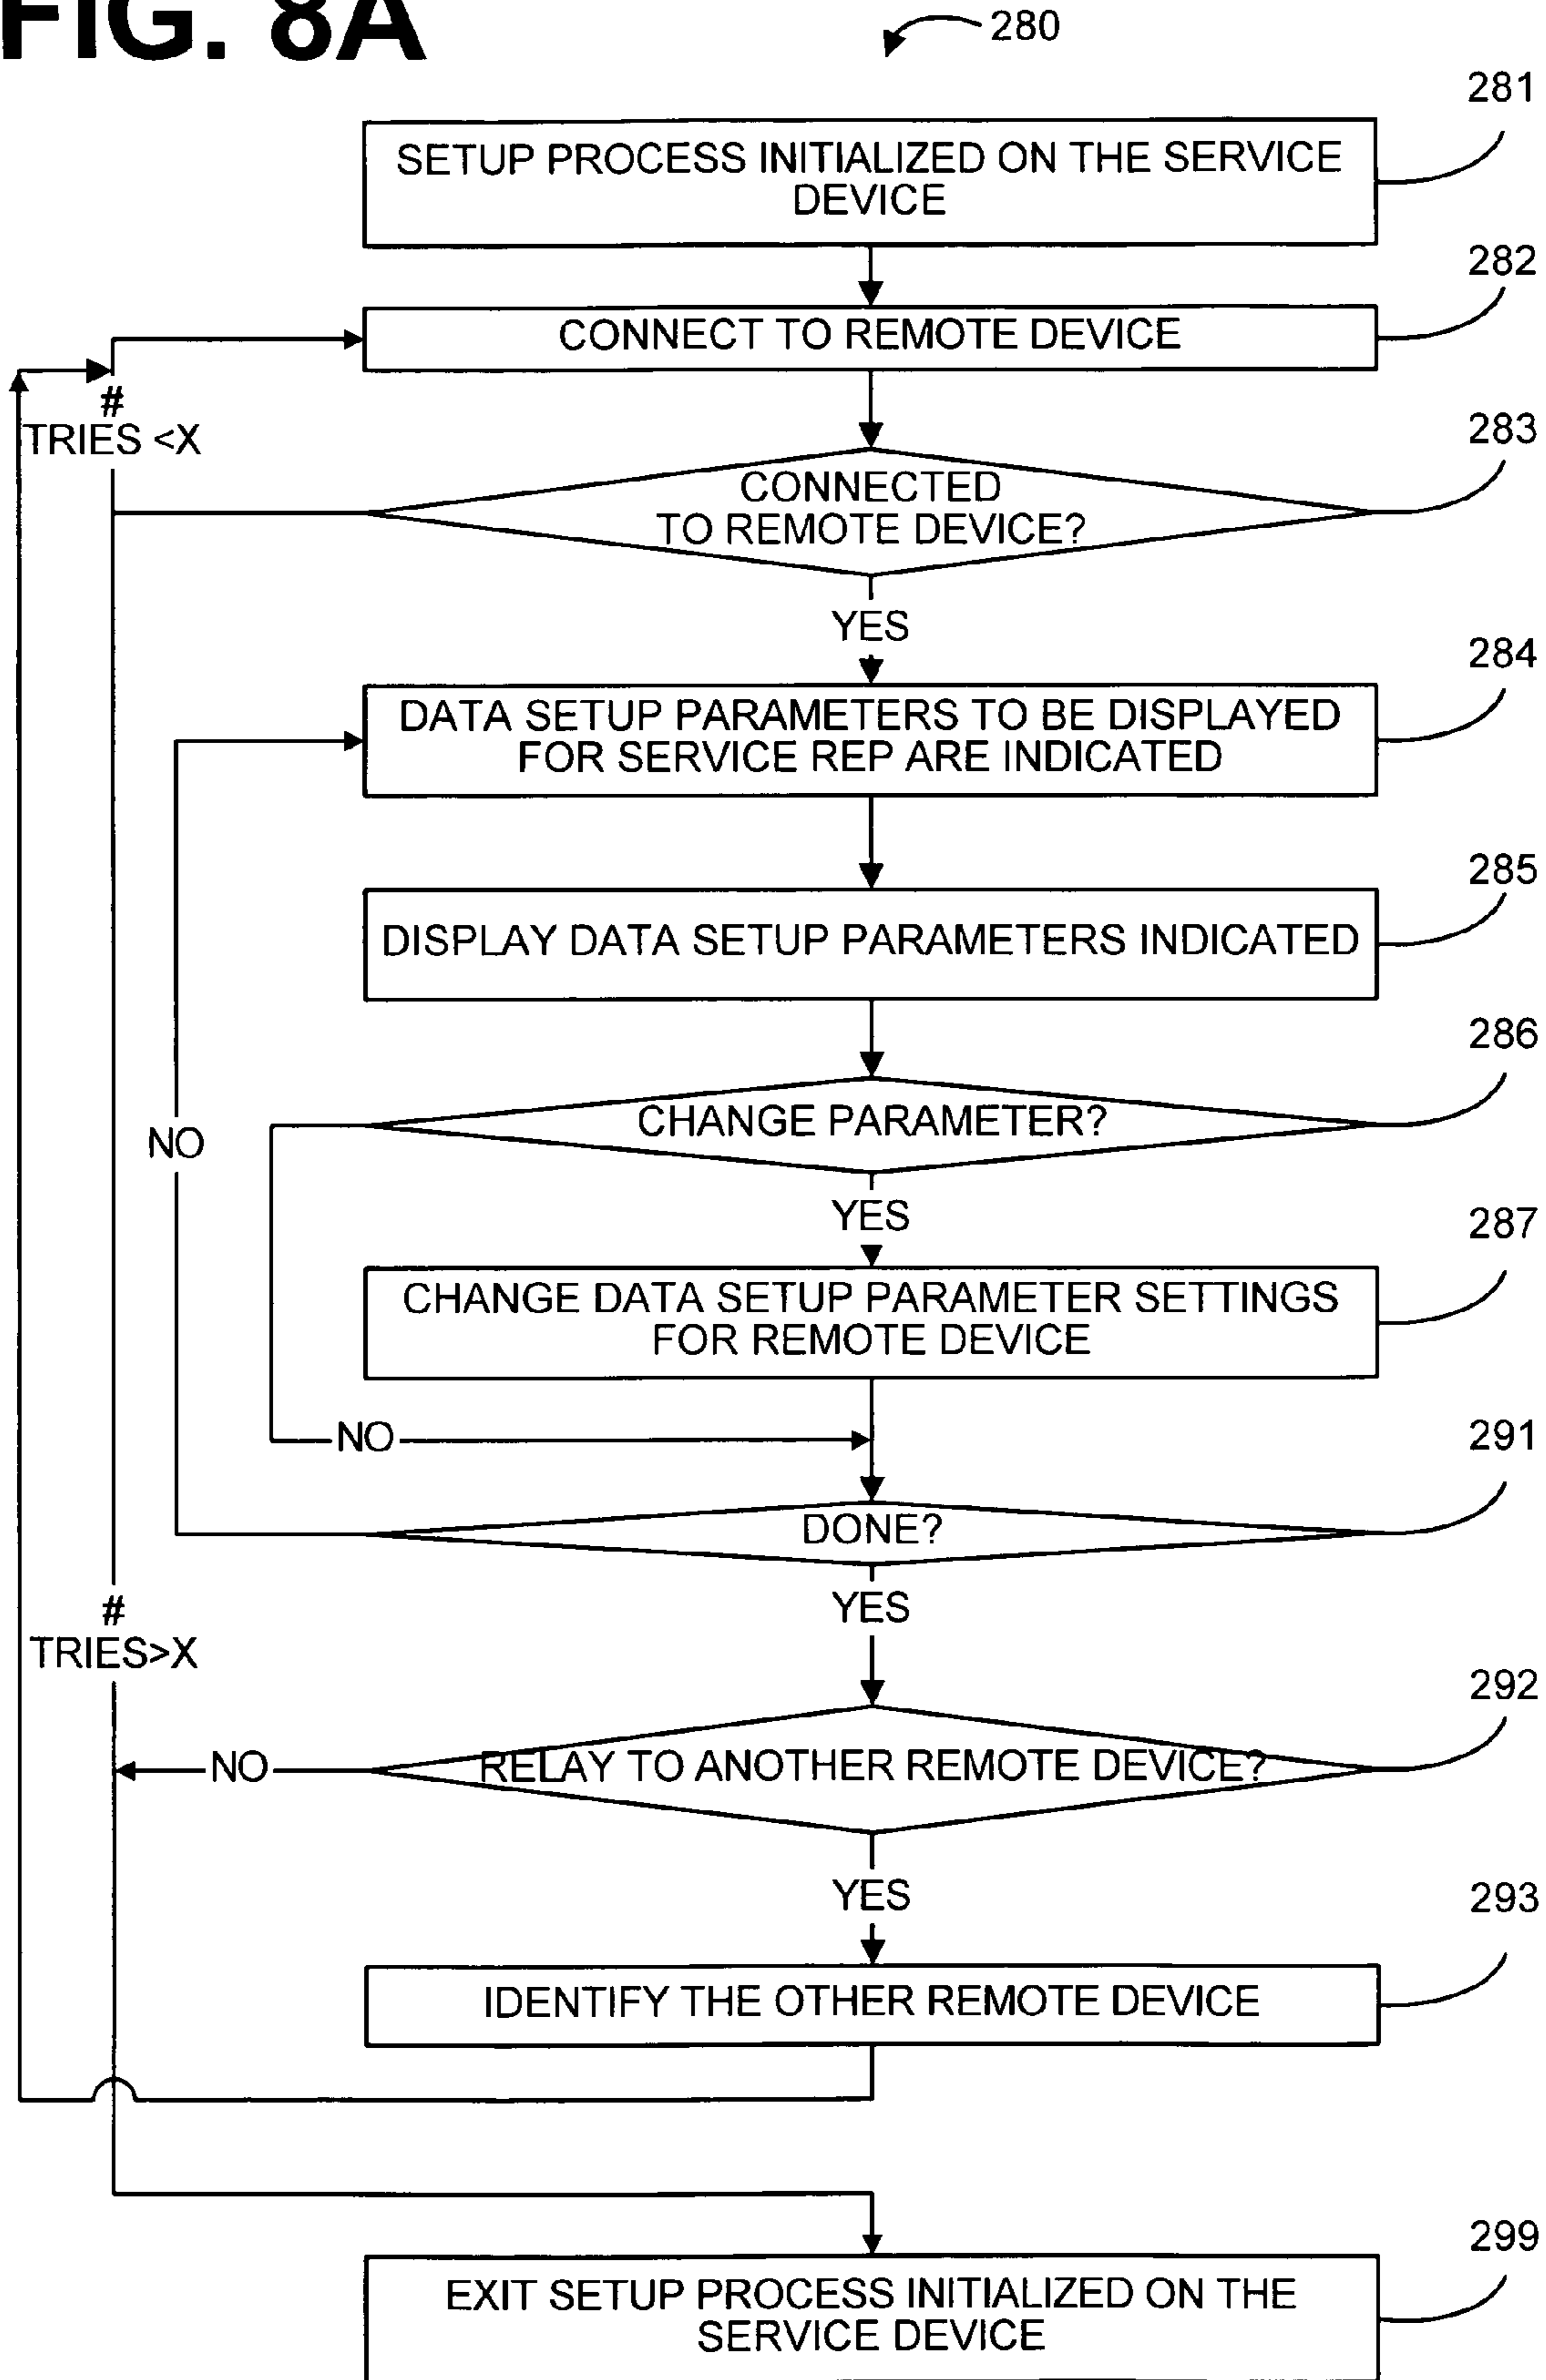 FIG. 8A
280
281
SETUP PROCESS INITIALIZED ON THE SERVICE
DEVICE
282
CONNECT TO REMOTE DEVICE
#
TRIES <X
283
CONNECTED
TO REMOTE DEVICE?
YES
284
DATA SETUP PARAMETERS TO BE DISPLAYED
FOR SERVICE REP ARE INDICATED
285
DISPLAY DATA SETUP PARAMETERS INDICATED
286
CHANGE PARAMETER?
NO
YES
287
CHANGE DATA SETUP PARAMETER SETTINGS
FOR REMOTE DEVICE
NO
291
DONE?
YES
#
TRIES>X
292
RELAY TO ANOTHER REMOTE DEVICE?
NO
YES
293
IDENTIFY THE OTHER REMOTE DEVICE
299
EXIT SETUP PROCESS INITIALIZED ON THE
SERVICE DEVICE